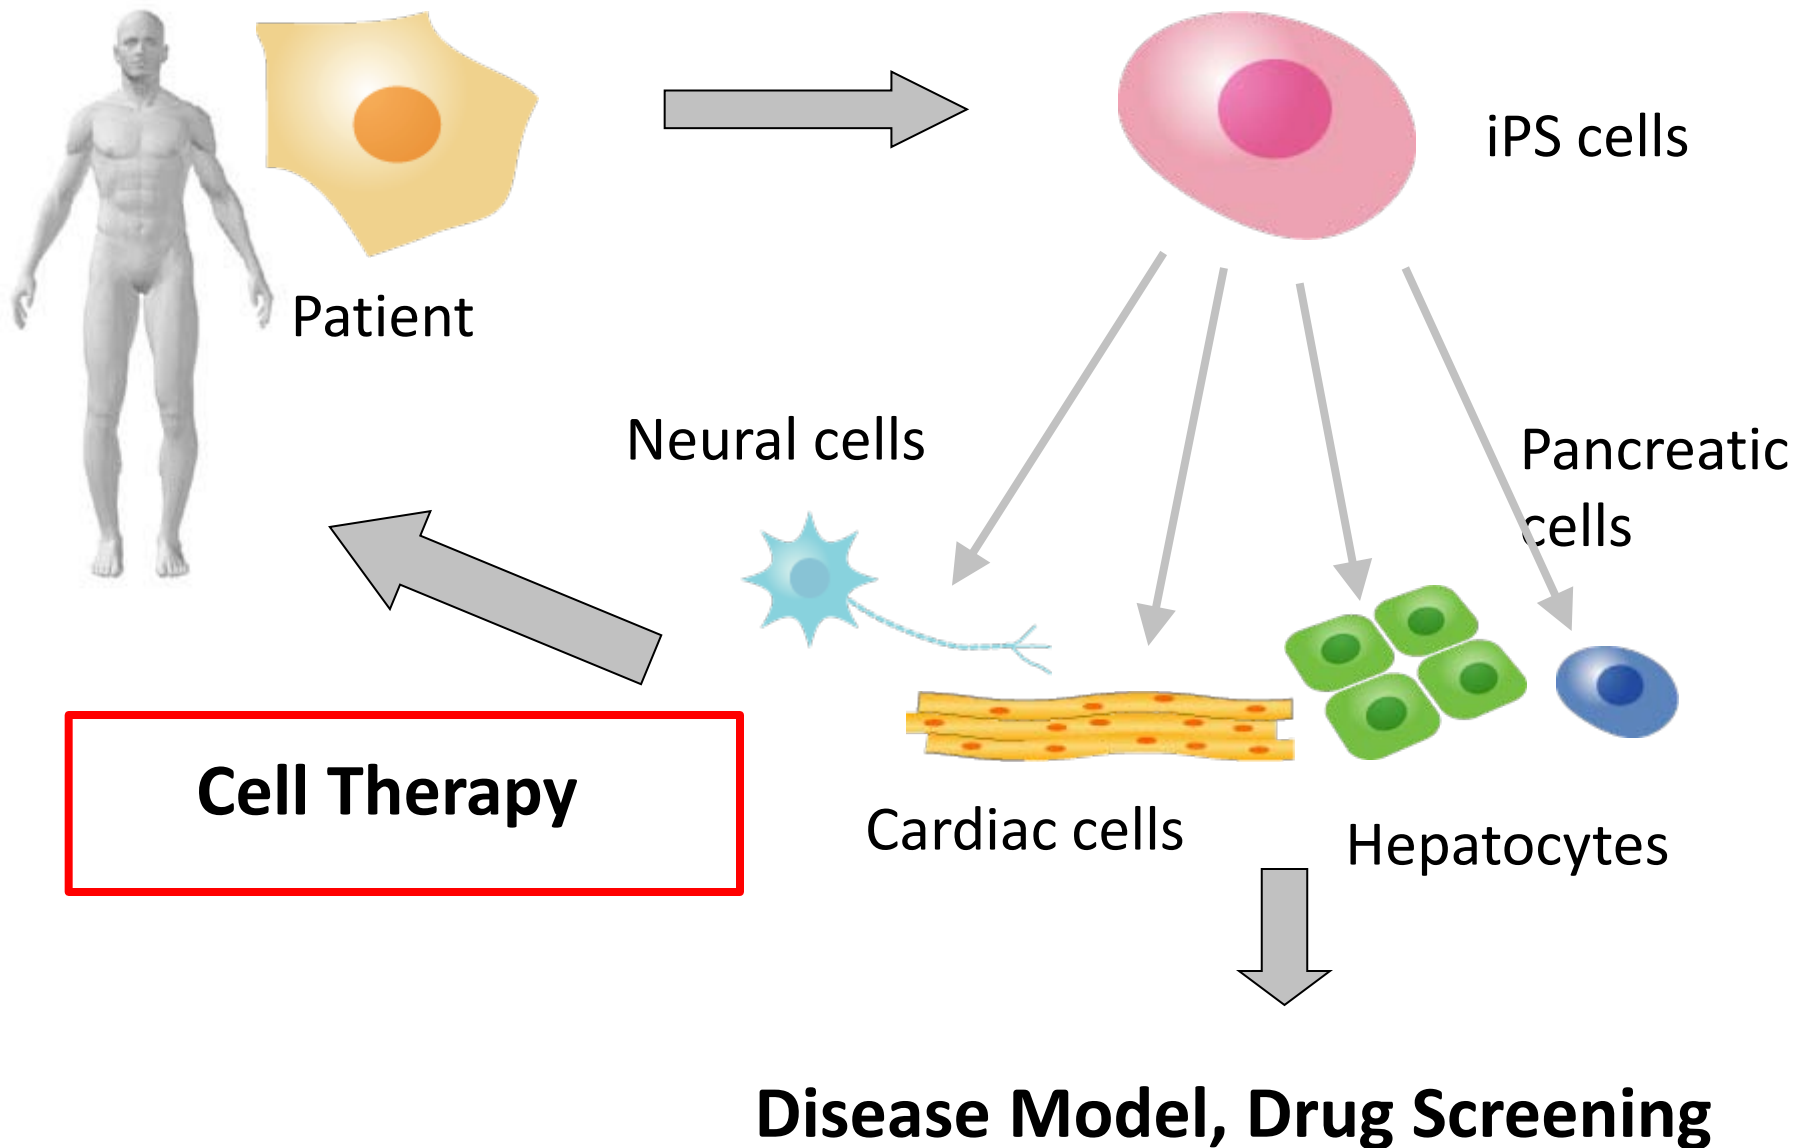 iPS cells
Patient
Neural cells
Pancreatic
cells
Cell Therapy
Cardiac cells
Hepatocytes
Disease Model, Drug Screening